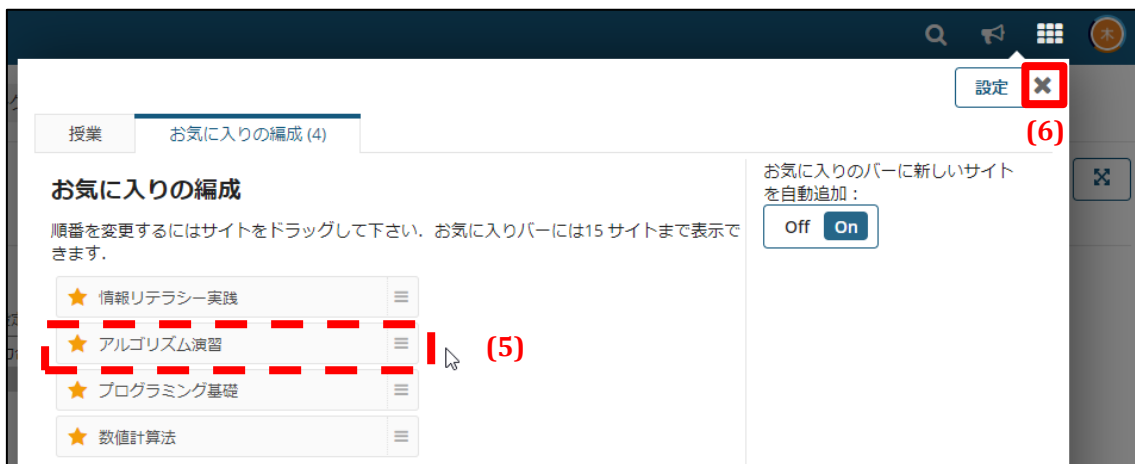 木
設定
(6)
授業
お気に入りの編成 (4)
お気に入りの編成
順番を変更するにはサイトをドラッグして下さい．お気に入りバーには15 サイトまで表示で
きます．
情報リテラシー実践
アルゴリズム演習
(5)
プログラミング基礎
数値計算法
お気に入りのバーに新しいサイト
を自動追加：
Off On